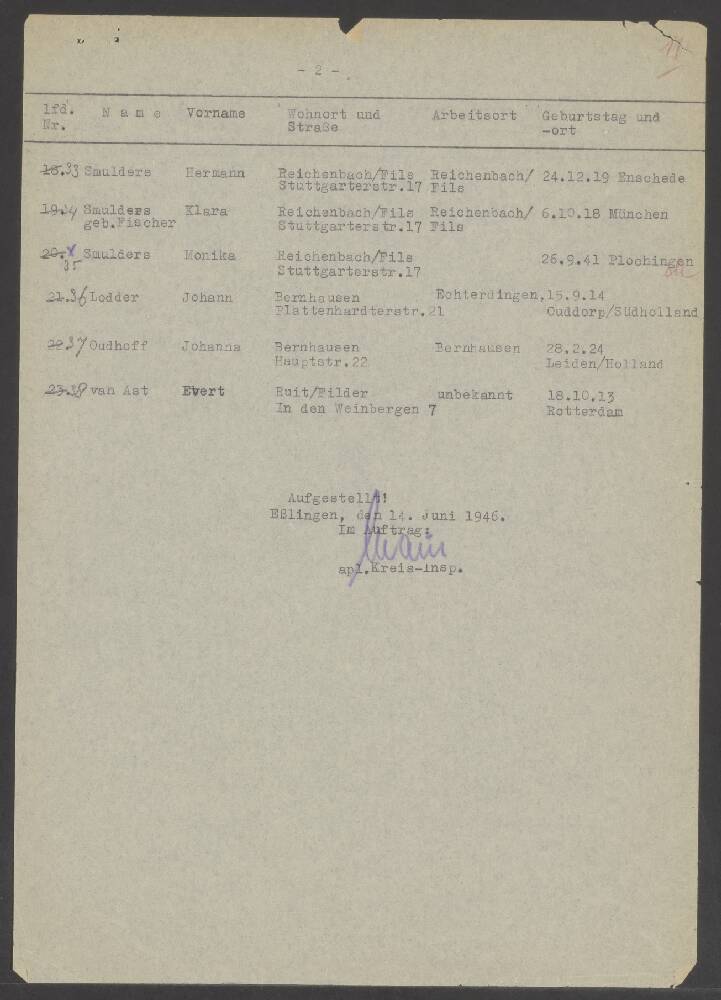 - 2 -
lfd. Name Vorname Wohnort und Arbeitsort Geburtstag und
Nr. Straße -ort
18. 33 Smulders Hermann Reichenbach/Fils Reichenbach/ 24.12.19 Enschede
Stuttgarterstr.17 Fils
19. 34 Smulders Klara Reichenbach/Fils Reichenbach/ 6.10.18 München
geb.Fischer Stuttgarterstr.17 Fils
20. x Smulders Monika Reichenbach/Fils 26.9.41 Plochingen
35 Stuttgarterstr.17
21. 36 Lodder Johann Bernhausen Echterdingen, 15.9.14
Plattenhardterstr.21 Ouddorp/Südholland
22 37 Oudhoff Johanna Bernhausen Bernhausen 28.2.24
Hauptstr.22 Leiden/Holland
23. 38 van Ast Evert Ruit/Filder unbekannt 18.10.13
In den Weinbergen 7 Rotterdam
Aufgestellt!
Eßlingen, den 14. Juni 1946.
Im Auftrag:
apl.Kreis-Insp.